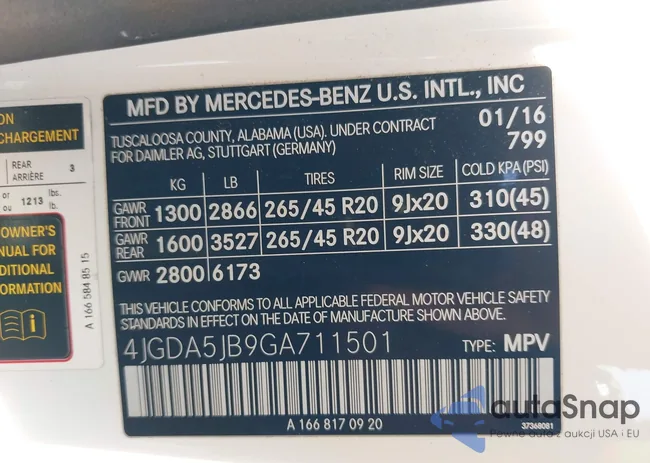 ON
CHARGEMENT
REAR
ARRIÈRE 3
or
ou 1213 lbs.
lb.
OWNER'S
NUAL FOR
DITIONAL
ORMATION
A 166 584 85 15
MFD BY MERCEDES-BENZ U.S. INTL., INC
TUSCALOOSA COUNTY, ALABAMA (USA). UNDER CONTRACT 01/16
FOR DAIMLER AG, STUTTGART (GERMANY) 799
KG LB TIRES RIM SIZE COLD KPA (PSI)
GAWR FRONT 1300 2866 265/45 R20 9Jx20 310(45)
GAWR REAR 1600 3527 265/45 R20 9Jx20 330(48)
GVWR 2800 6173
THIS VEHICLE CONFORMS TO ALL APPLICABLE FEDERAL MOTOR VEHICLE SAFETY
STANDARDS IN EFFECT ON THE DATE OF MANUFACTURE SHOWN ABOVE.
4JGDA5JB9GA711501 TYPE: MPV
A 166 817 09 20
37368081
autoSnap
Pewne auto z aukcji USA i EU